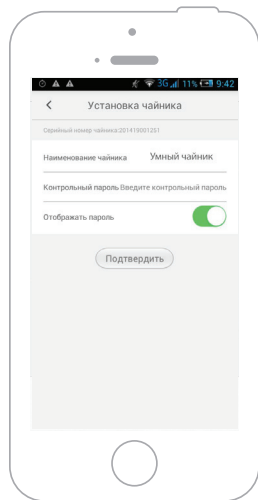 3G 11% 9:42
Установка чайника
Серийный номер чайника:201419001251
Наименование чайника Умный чайник
Контрольный пароль Введите контрольный пароль
Отображать пароль
Подтвердить